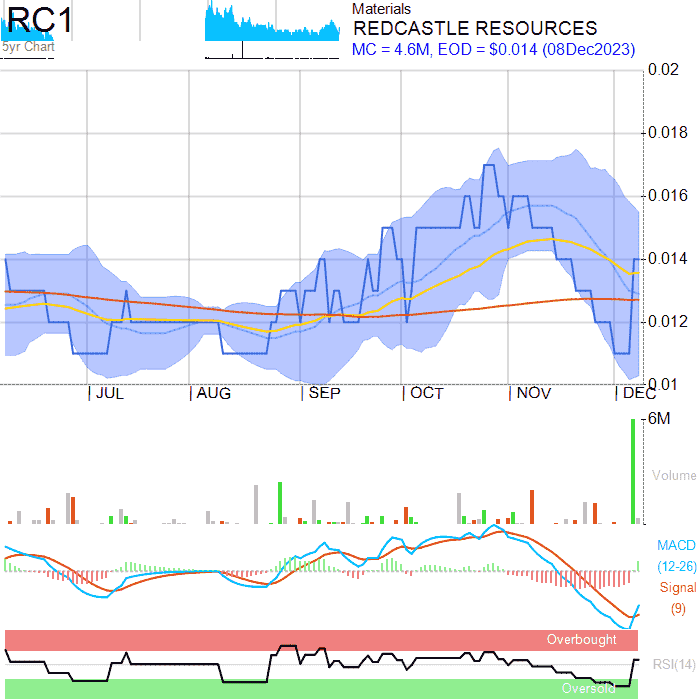 RC1
5yr Chart
Materials
REDCASTLE RESOURCES
MC = 4.6M, EOD = $0.014 (08Dec2023)
0.02
0.018
0.016
0.014
0.012
0.01
JUL AUG SEP OCT NOV DEC
6M
Volume
MACD
(12-26)
Signal
(9)
Overbought
RSI(14)
Oversold